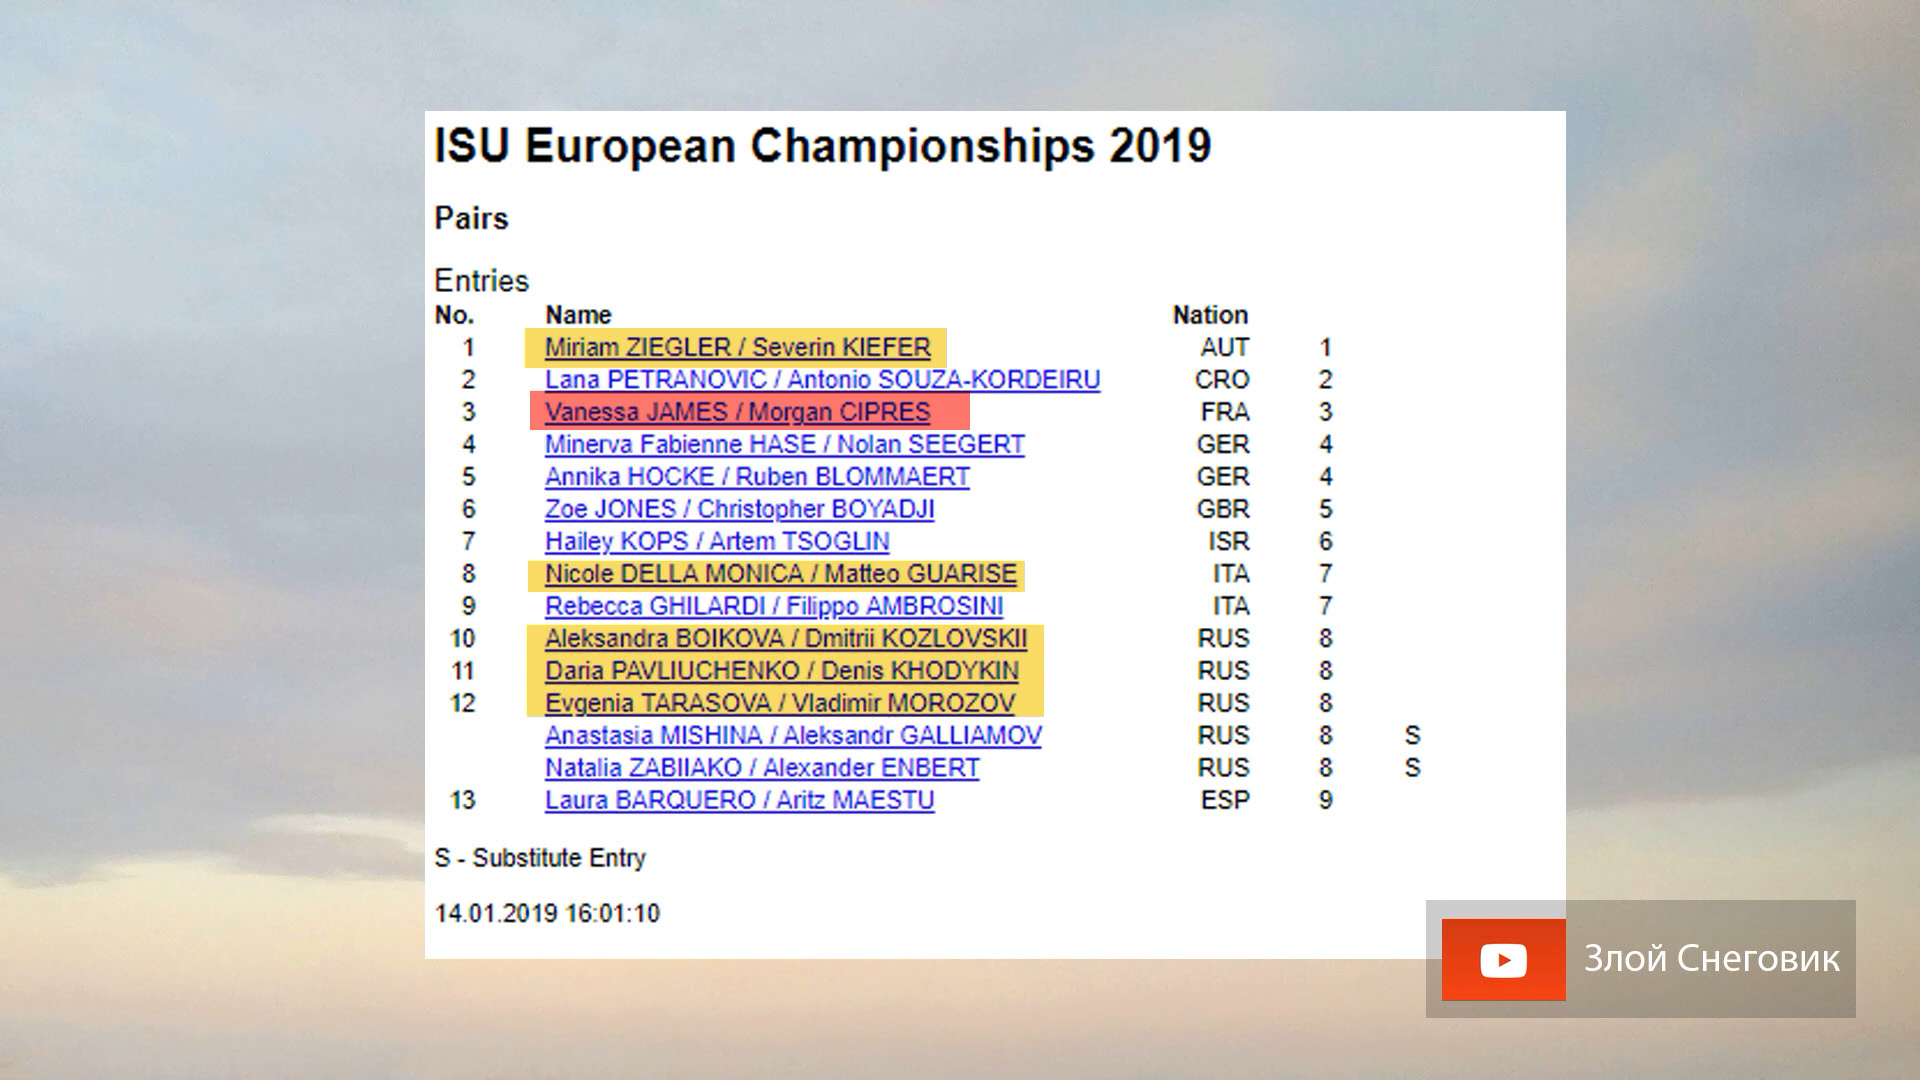 ISU European Championships 2019
Pairs
Entries
No. Name Nation
1 Miriam ZIEGLER / Severin KIEFER AUT 1
2 Lana PETRANOVIC / Antonio SOUZA-KORDEIRU CRO 2
3 Vanessa JAMES / Morgan CIPRES FRA 3
4 Minerva Fabienne HASE / Nolan SEEGERT GER 4
5 Annika HOCKE / Ruben BLOMMAERT GER 4
6 Zoe JONES / Christopher BOYADJI GBR 5
7 Hailey KOPS / Artem TSOGLIN ISR 6
8 Nicole DELLA MONICA / Matteo GUARISE ITA 7
9 Rebecca GHILARDI / Filippo AMBROSINI ITA 7
10 Aleksandra BOIKOVA / Dmitrii KOZLOVSKII RUS 8
11 Daria PAVLIUCHENKO / Denis KHODYKIN RUS 8
12 Evgenia TARASOVA / Vladimir MOROZOV RUS 8
Anastasia MISHINA / Aleksandr GALLIAMOV RUS 8 S
Natalia ZABIIAKO / Alexander ENBERT RUS 8 S
13 Laura BARQUERO / Aritz MAESTU ESP 9
S - Substitute Entry
14.01.2019 16:01:10
Злой Снеговик